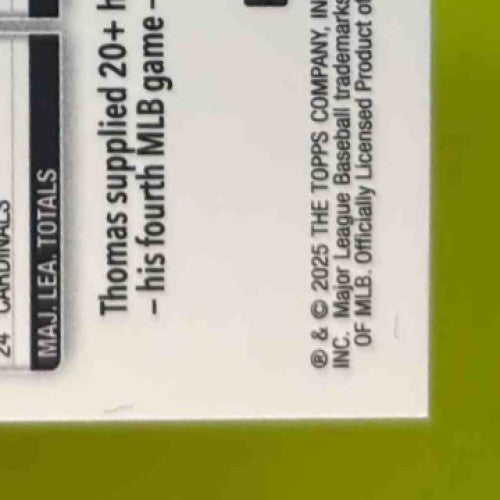 24 CARDINALS
MAJ. LEA. TOTALS
Thomas supplied 20+ h
– his fourth MLB game –
® & © 2025 THE TOPPS COMPANY, IN
INC. Major League Baseball trademarks
OF MLB. Officially Licensed Product of